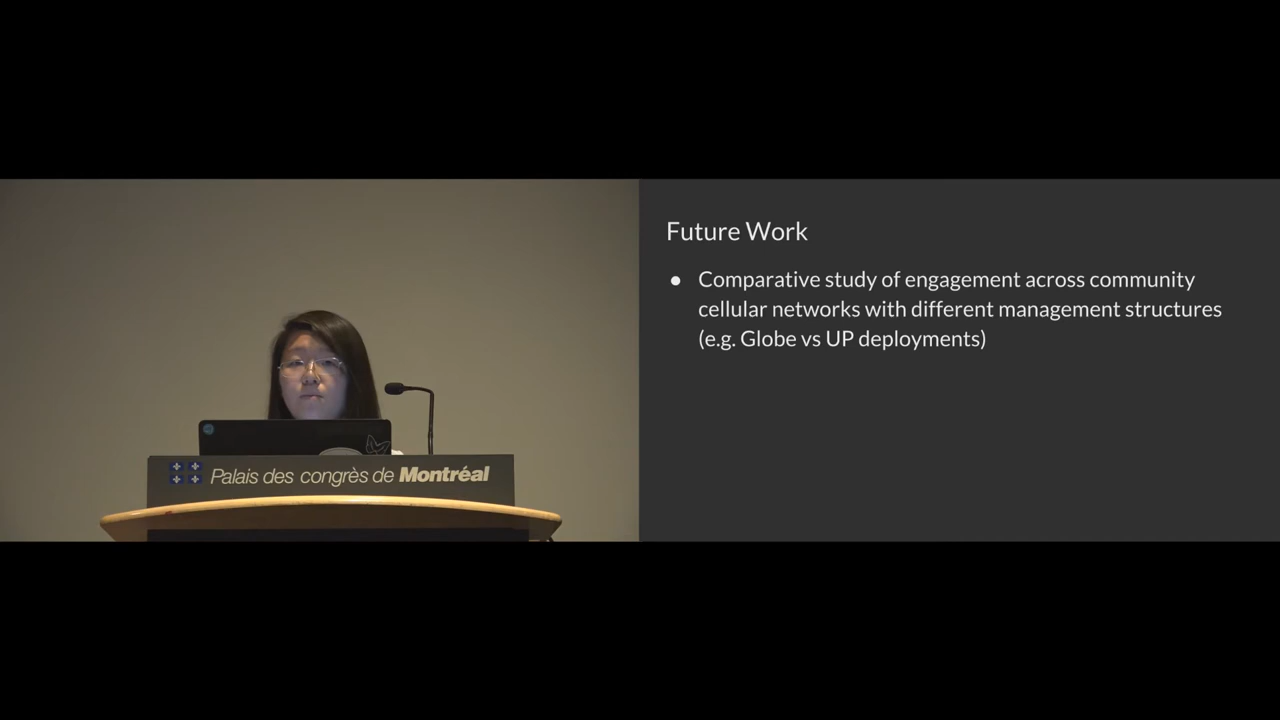 Future Work
● Comparative study of engagement across community
cellular networks with different management structures
(e.g. Globe vs UP deployments)
Palais des congrès de Montréal